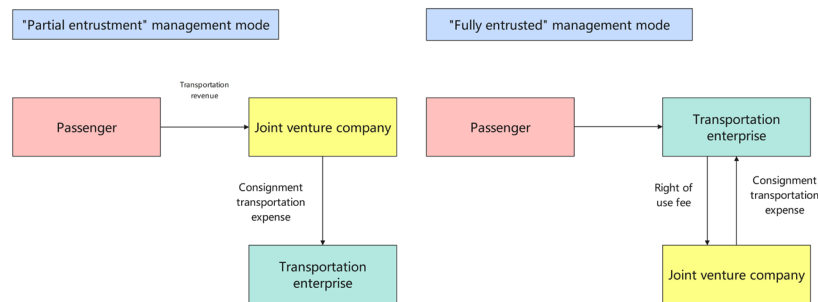 "Partial entrustment" management mode
"Fully entrusted" management mode
Transportation
revenue
Passenger
Joint venture company
Consignment
transportation
expense
Transportation
enterprise
Passenger
Transportation
enterprise
Right of
use fee
Consignment
transportation
expense
Joint venture company